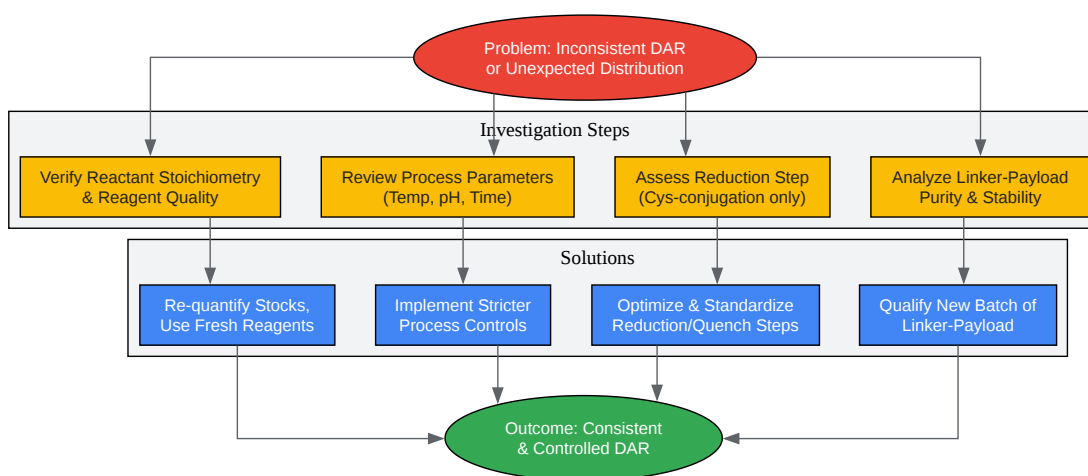 Problem: Inconsistent DAR
or Unexpected Distribution
Investigation Steps
Verify Reactant Stoichiometry
& Reagent Quality
Review Process Parameters
(Temp, pH, Time)
Assess Reduction Step
(Cys-conjugation only)
Analyze Linker-Payload
Purity & Stability
Solutions
Re-quantify Stocks,
Use Fresh Reagents
Implement Stricter
Process Controls
Optimize & Standardize
Reduction/Quench Steps
Qualify New Batch of
Linker-Payload
Outcome: Consistent
& Controlled DAR